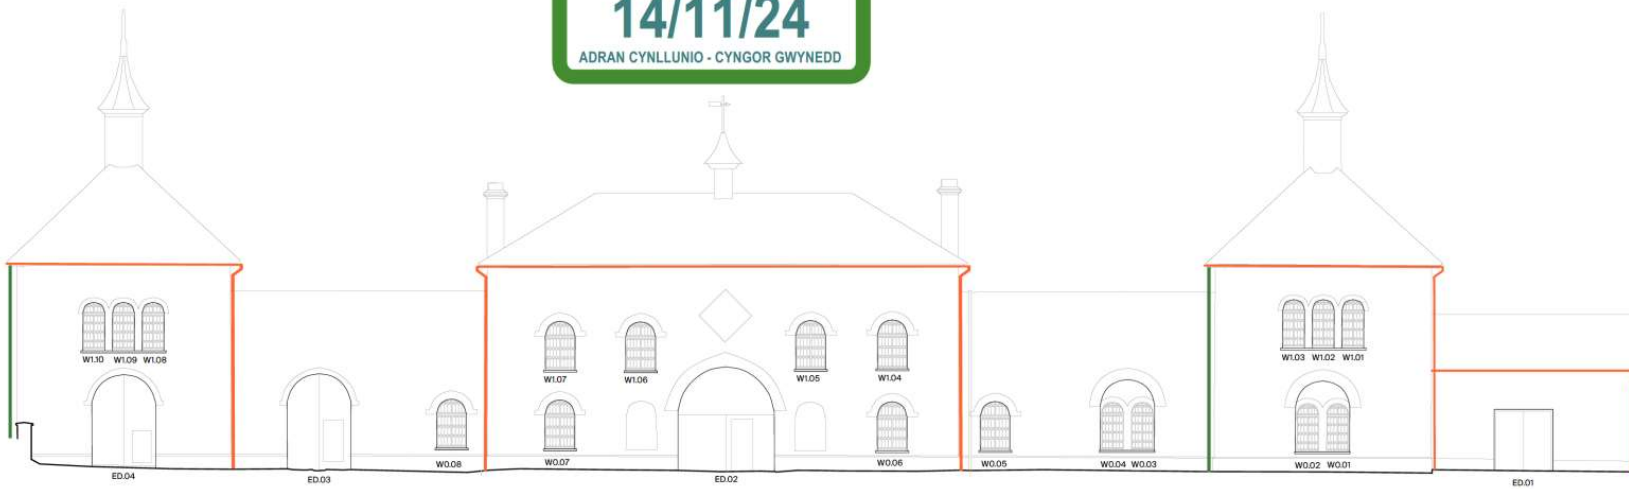 14/11/24
ADRAN CYNLLUNIO - CYNGOR GWYNEDD
W1.10 W1.09 W1.08
W1.07
W1.06
W1.05
W1.04
W1.03 W1.02 W1.01
W0.08
W0.07
W0.06
W0.05
W0.04 W0.03
W0.02 W0.01
ED.04
ED.03
ED.02
ED.01